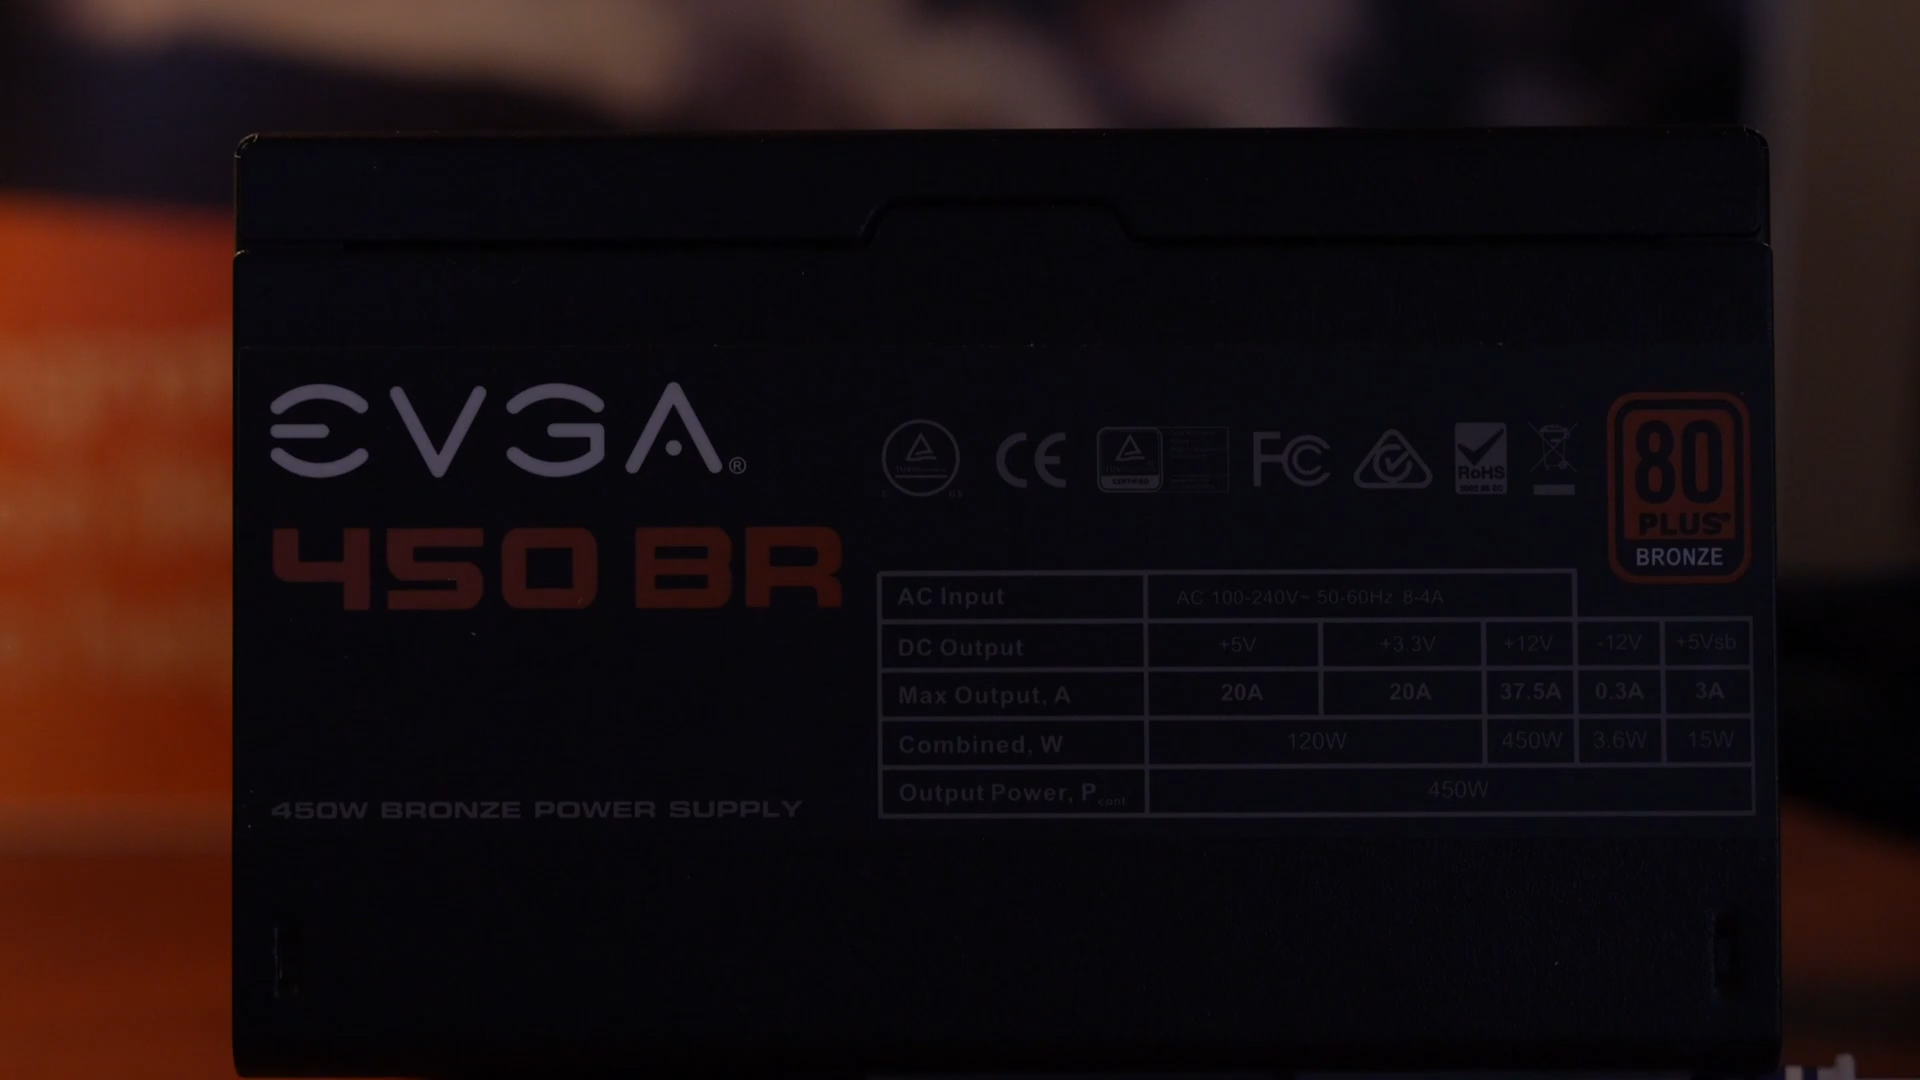 EVGA®
450 BR
450W BRONZE POWER SUPPLY
CE
CERTIFIED
FC
RoHS
80
PLUS®
BRONZE
AC Input AC 100-240V~ 50-60Hz 8-4A
DC Output +5V +3.3V +12V -12V +5Vsb
Max Output, A 20A 20A 37.5A 0.3A 3A
Combined, W 120W 450W 3.6W 15W
Output Power, Pcont 450W